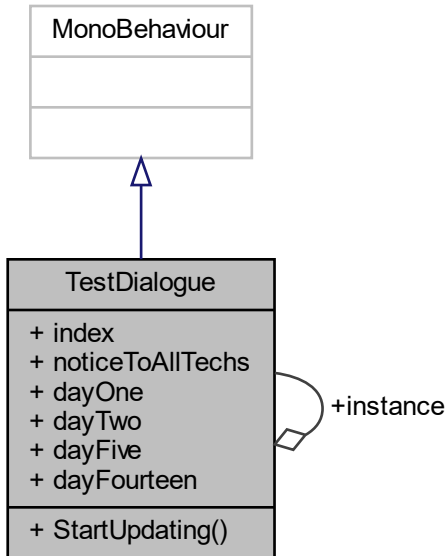 MonoBehaviour
TestDialogue
+ index
+ noticeToAllTechs
+ dayOne
+ dayTwo
+ dayFive
+ dayFourteen
+instance
+ StartUpdating()